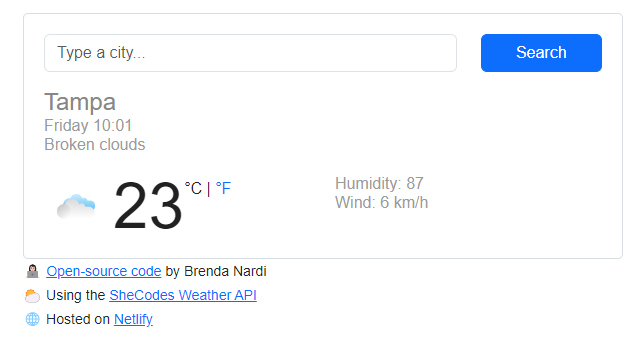 Type a city...
Search
Tampa
Friday 10:01
Broken clouds
23 °C | °F
Humidity: 87
Wind: 6 km/h
Open-source code by Brenda Nardi
Using the SheCodes Weather API
Hosted on Netlify